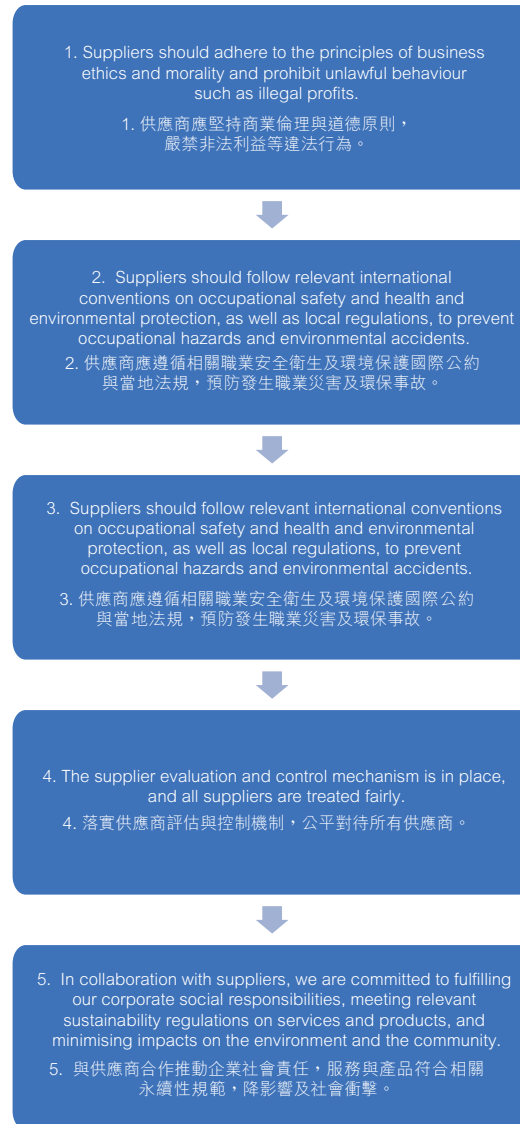 1. Suppliers should adhere to the principles of business
ethics and morality and prohibit unlawful behaviour
such as illegal profits.
1. 供應商應堅持商業倫理與道德原則，
嚴禁非法利益等違法行為。
2. Suppliers should follow relevant international
conventions on occupational safety and health and
environmental protection, as well as local regulations, to prevent
occupational hazards and environmental accidents.
2. 供應商應遵循相關職業安全衛生及環境保護國際公約
與當地法規，預防發生職業災害及環保事故。
3. Suppliers should follow relevant international conventions
on occupational safety and health and environmental
protection, as well as local regulations, to prevent
occupational hazards and environmental accidents.
3. 供應商應遵循相關職業安全衛生及環境保護國際公約
與當地法規，預防發生職業災害及環保事故。
4. The supplier evaluation and control mechanism is in place,
and all suppliers are treated fairly.
4. 落實供應商評估與控制機制，公平對待所有供應商。
5. In collaboration with suppliers, we are committed to fulfilling
our corporate social responsibilities, meeting relevant
sustainability regulations on services and products, and
minimising impacts on the environment and the community.
5. 與供應商合作推動企業社會責任，服務與產品符合相關
永續性規範，降影響及社會衝擊。